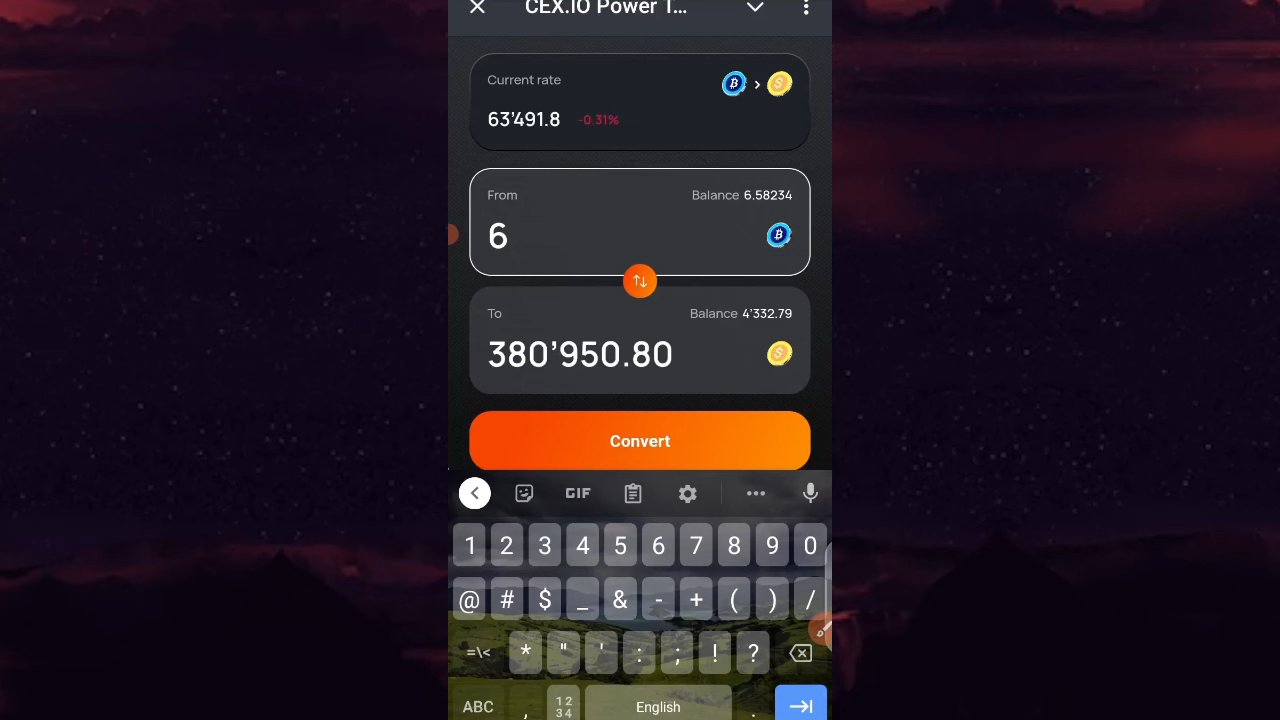 CEX.IO Power T...
Current rate
63'491.8 -0.31%
From
Balance 6.58234
6
To
Balance 4'332.79
380'950.80
Convert
GIF
1 2 3 4 5 6 7 8 9 0
@ # $ _ & - + ( ) /
=\< * " ' : ; ! ?
ABC , 12 34 English .